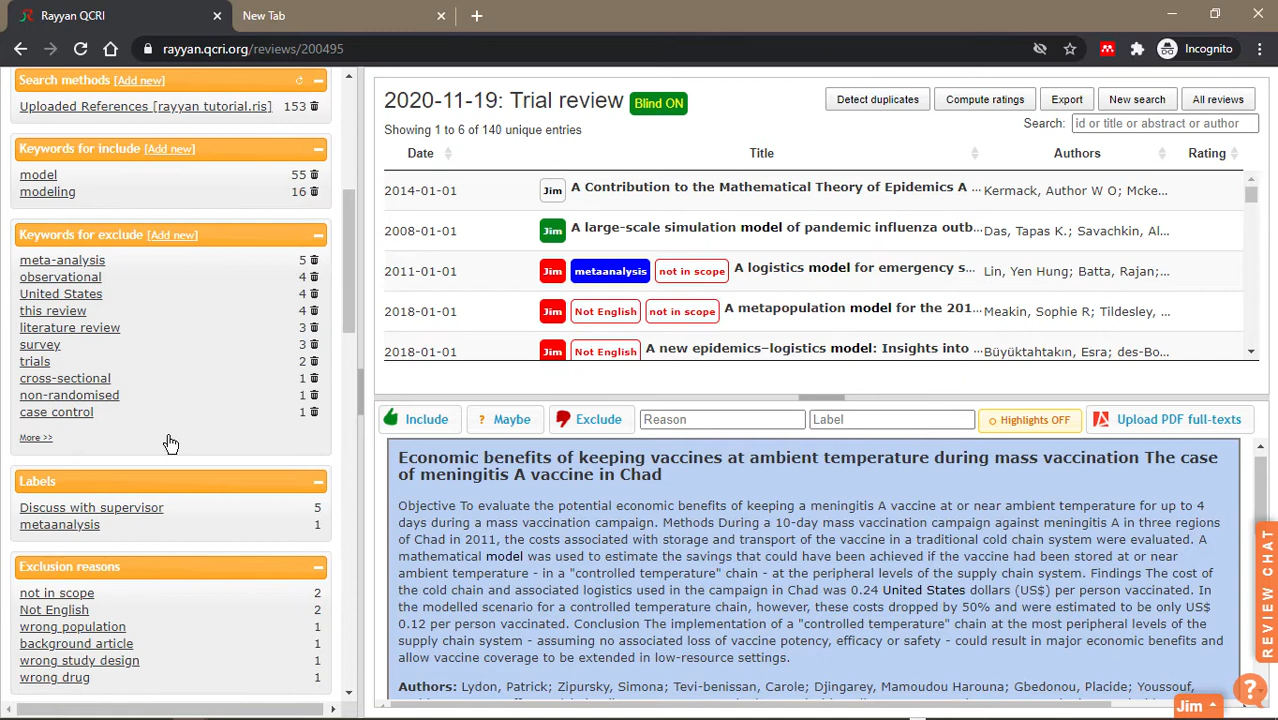 Rayyan QCRI
New Tab
rayyan.qcri.org/reviews/200495
Incognito
Search methods [Add new]
Uploaded References [rayyan tutorial.ris] 153
Keywords for include [Add new]
model 55
modeling 16
Keywords for exclude [Add new]
meta-analysis 5
observational 4
United States 4
this review 4
literature review 3
survey 3
trials 2
cross-sectional 1
non-randomised 1
case control 1
More >>
Labels
Discuss with supervisor 5
metaanalysis 1
Exclusion reasons
not in scope 2
Not English 2
wrong population 1
background article 1
wrong study design 1
wrong drug 1
2020-11-19: Trial review Blind ON
Detect duplicates Compute ratings Export New search All reviews
Showing 1 to 6 of 140 unique entries
Search: id or title or abstract or author
Date Title Authors Rating
2014-01-01 Jim A Contribution to the Mathematical Theory of Epidemics A ... Kermack, Author W O; Mcke...
2008-01-01 Jim A large-scale simulation model of pandemic influenza outb... Das, Tapas K.; Savachkin, Al...
2011-01-01 Jim metaanalysis not in scope A logistics model for emergency s... Lin, Yen Hung; Batta, Rajan;...
2018-01-01 Jim Not English not in scope A metapopulation model for the 201... Meakin, Sophie R; Tildesley, ...
2018-01-01 Jim Not English A new epidemics–logistics model: Insights into ... Büyüktahtakın, Esra; des-Bo...
Include ? Maybe Exclude Reason Label Highlights OFF Upload PDF full-texts
Economic benefits of keeping vaccines at ambient temperature during mass vaccination The case
of meningitis A vaccine in Chad
Objective To evaluate the potential economic benefits of keeping a meningitis A vaccine at or near ambient temperature for up to 4
days during a mass vaccination campaign. Methods During a 10-day mass vaccination campaign against meningitis A in three regions
of Chad in 2011, the costs associated with storage and transport of the vaccine in a traditional cold chain system were evaluated. A
mathematical model was used to estimate the savings that could have been achieved if the vaccine had been stored at or near
ambient temperature - in a "controlled temperature" chain - at the peripheral levels of the supply chain system. Findings The cost of
the cold chain and associated logistics used in the campaign in Chad was 0.24 United States dollars (US$) per person vaccinated. In
the modelled scenario for a controlled temperature chain, however, these costs dropped by 50% and were estimated to be only US$
0.12 per person vaccinated. Conclusion The implementation of a "controlled temperature" chain at the most peripheral levels of the
supply chain system - assuming no associated loss of vaccine potency, efficacy or safety - could result in major economic benefits and
allow vaccine coverage to be extended in low-resource settings.
Authors: Lydon, Patrick; Zipursky, Simona; Tevi-benissan, Carole; Djingarey, Mamoudou Harouna; Gbedonou, Placide; Youssouf,
REVIEW CHAT
?
Jim